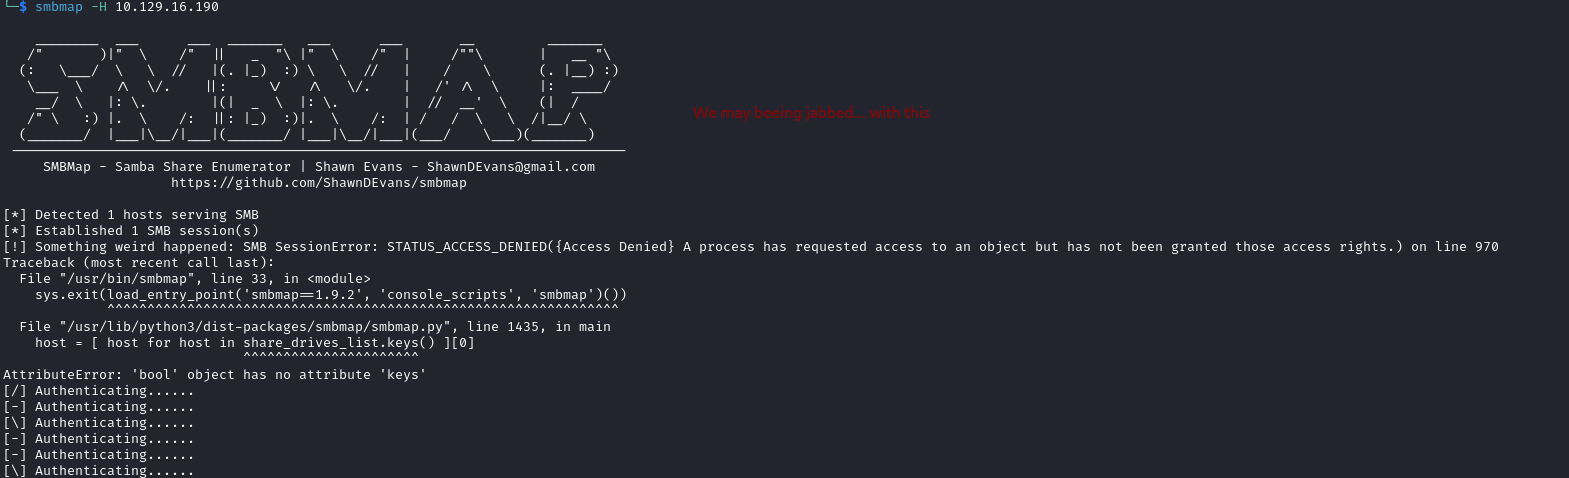 └─$ smbmap -H 10.129.16.190
We may beeing jabbed... with this
SMBMap - Samba Share Enumerator | Shawn Evans - ShawnDEvans@gmail.com
https://github.com/ShawnDEvans/smbmap
[*] Detected 1 hosts serving SMB
[*] Established 1 SMB session(s)
[!] Something weird happened: SMB SessionError: STATUS_ACCESS_DENIED({Access Denied} A process has requested access to an object but has not been granted those access rights.) on line 970
Traceback (most recent call last):
File "/usr/bin/smbmap", line 33, in <module>
sys.exit(load_entry_point('smbmap==1.9.2', 'console_scripts', 'smbmap')())
^^^^^^^^^^^^^^^^^^^^^^^^^^^^^^^^^^^^^^^^^^^^^^^^^^^^^^^^^^^^^^^^
File "/usr/lib/python3/dist-packages/smbmap/smbmap.py", line 1435, in main
host = [ host for host in share_drives_list.keys() ][0]
^^^^^^^^^^^^^^^^^^^^^^
AttributeError: 'bool' object has no attribute 'keys'
[/] Authenticating......
[-] Authenticating......
[\] Authenticating......
[-] Authenticating......
[-] Authenticating......
[\] Authenticating......